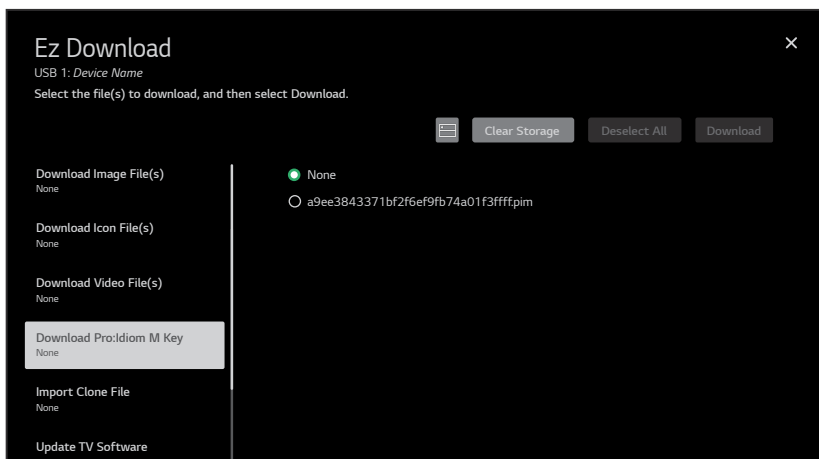 Ez Download
USB 1: Device Name
Select the file(s) to download, and then select Download.
Clear Storage
Deselect All
Download
Download Image File(s)
None
Download Icon File(s)
None
Download Video File(s)
None
Download Pro:Idiom M Key
None
Import Clone File
None
Update TV Software
None
a9ee3843371bf2f6ef9fb74a01f3ffff.pim